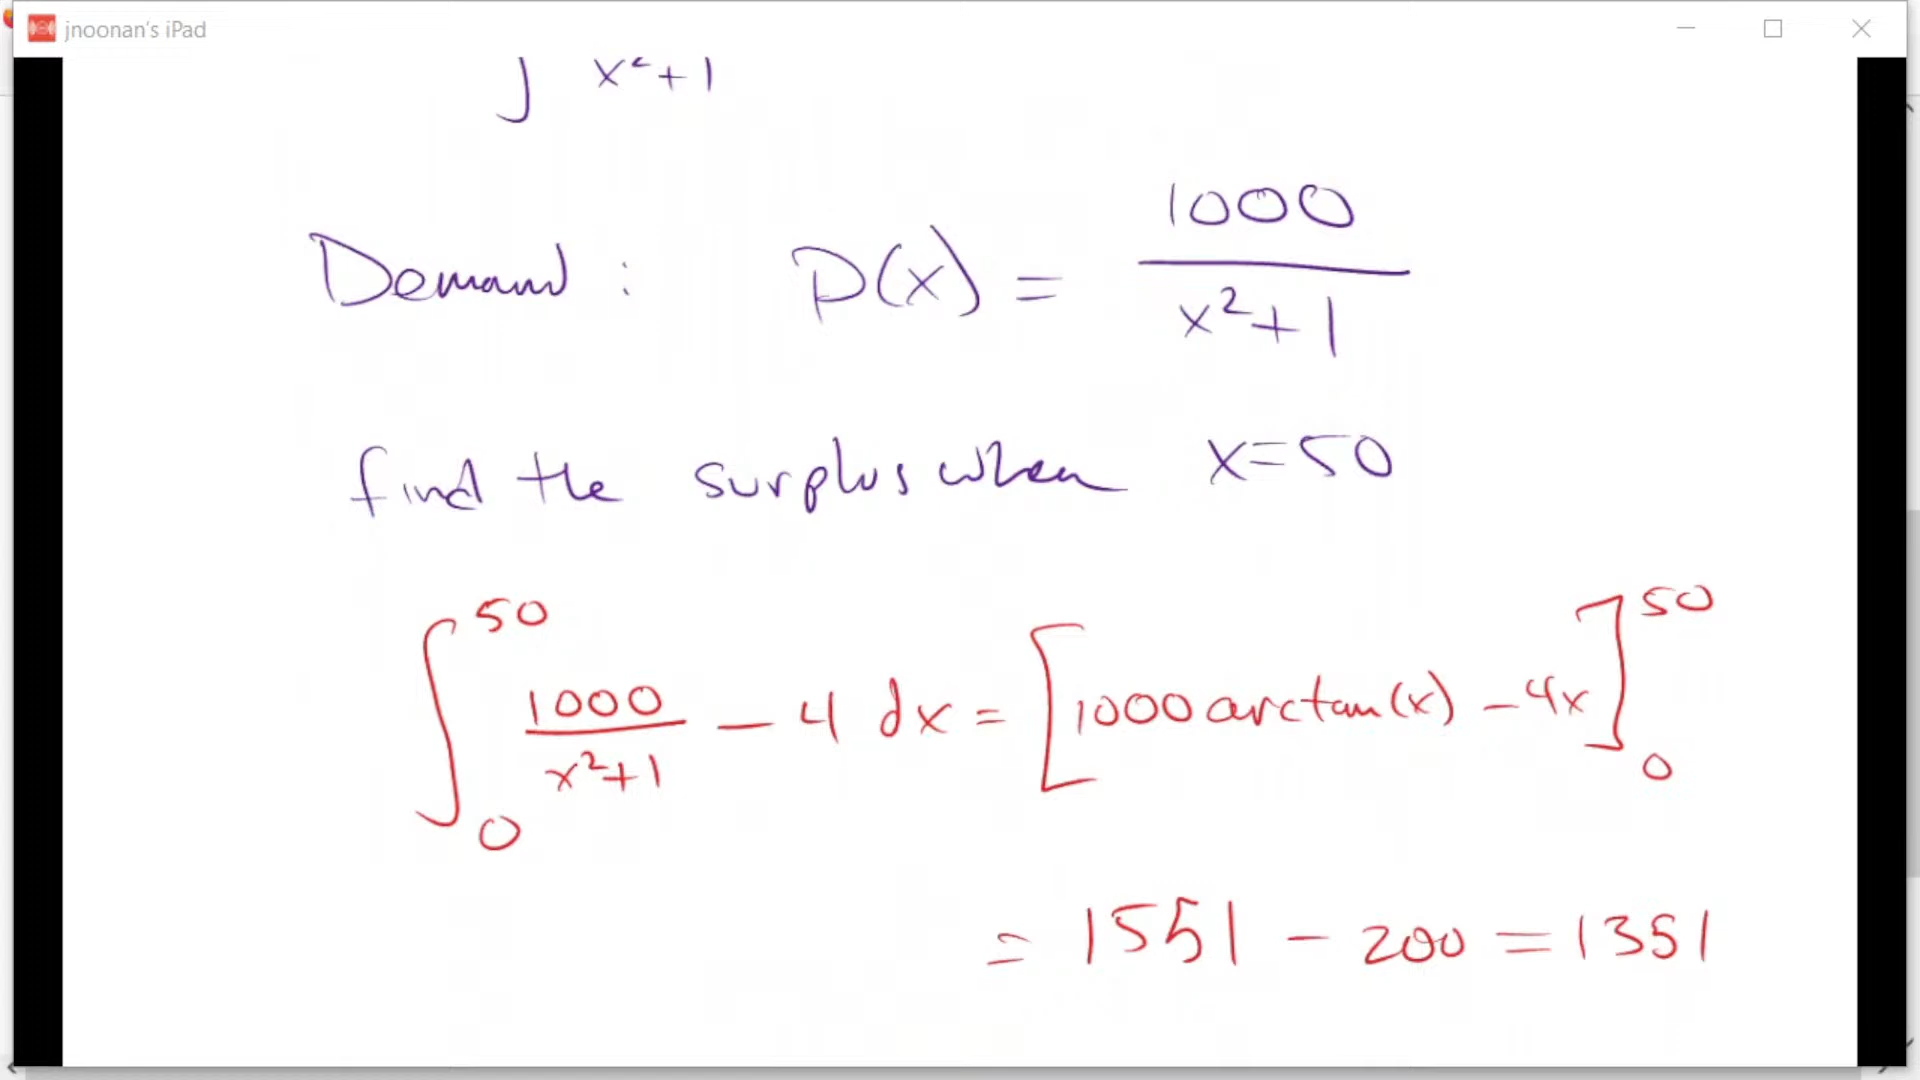 jnoonan's iPad
∫ x²+1
Demand : P(x) = 1000 / x²+1
find the surplus when x=50
∫₀⁵⁰ 1000/x²+1 − 4 dx = [1000 arctan(x) − 4x]₀⁵⁰
= 1551 − 200 = 1351